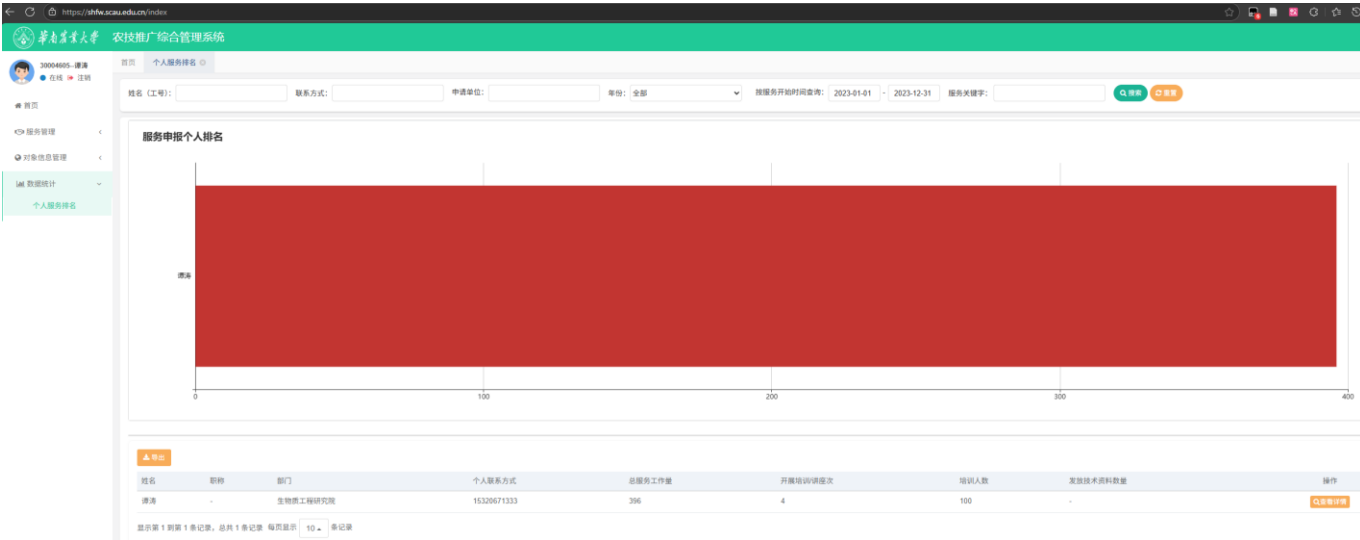 https://shfw.scau.edu.cn/index
華南農業大學 农技推广综合管理系统
30004605--谭涛
在线 注销
首页 个人服务排名
姓名（工号）： 联系方式： 申请单位： 年份： 全部 按服务开始时间查询： 2023-01-01 - 2023-12-31 服务关键字： 搜索 重置
首页
服务管理
对象信息管理
数据统计
个人服务排名
服务申报个人排名
谭涛
0 100 200 300 400
导出
姓名 职称 部门 个人联系方式 总服务工作量 开展培训/讲座次 培训人数 发放技术资料数量 操作
谭涛 - 生物质工程研究院 15320671333 396 4 100 - 查看详情
显示第 1 到第 1 条记录，总共 1 条记录 每页显示 10 条记录